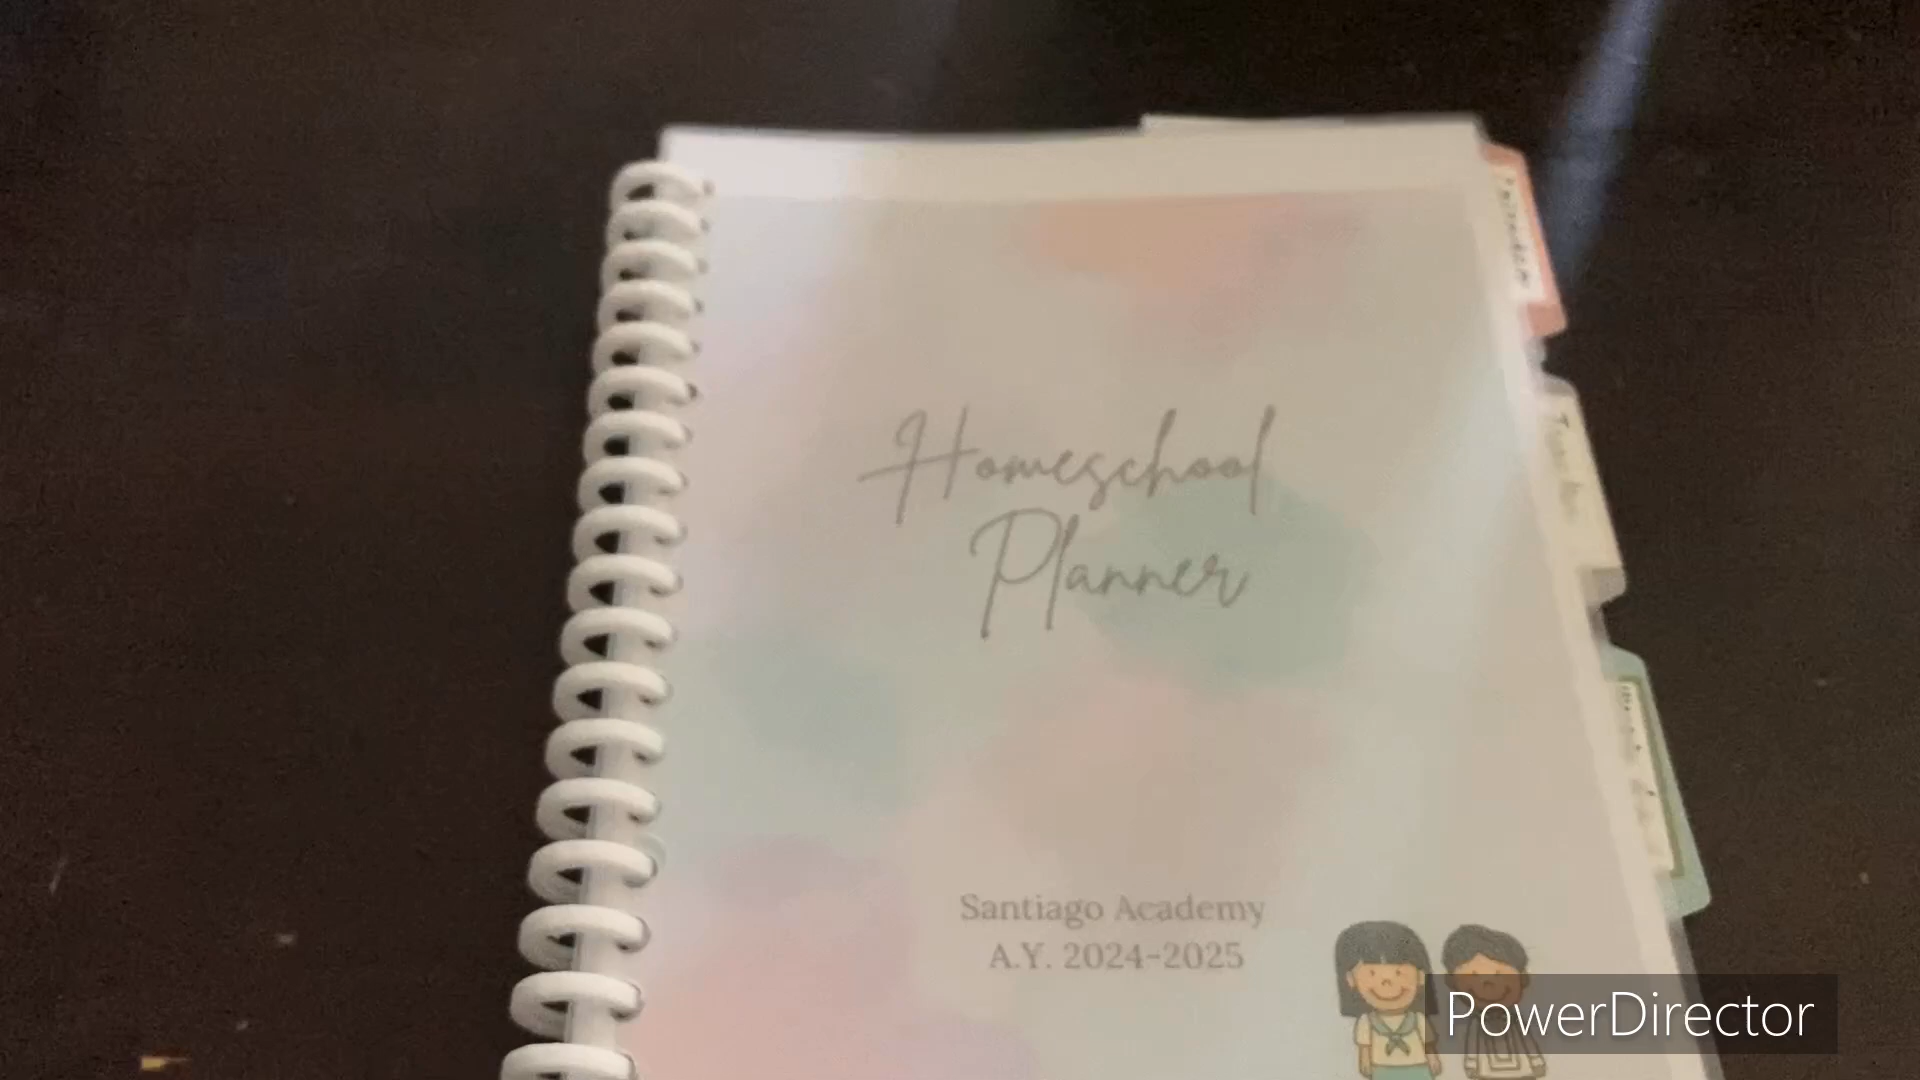 Homeschool
Planner
Santiago Academy
A.Y. 2024-2025
PowerDirector